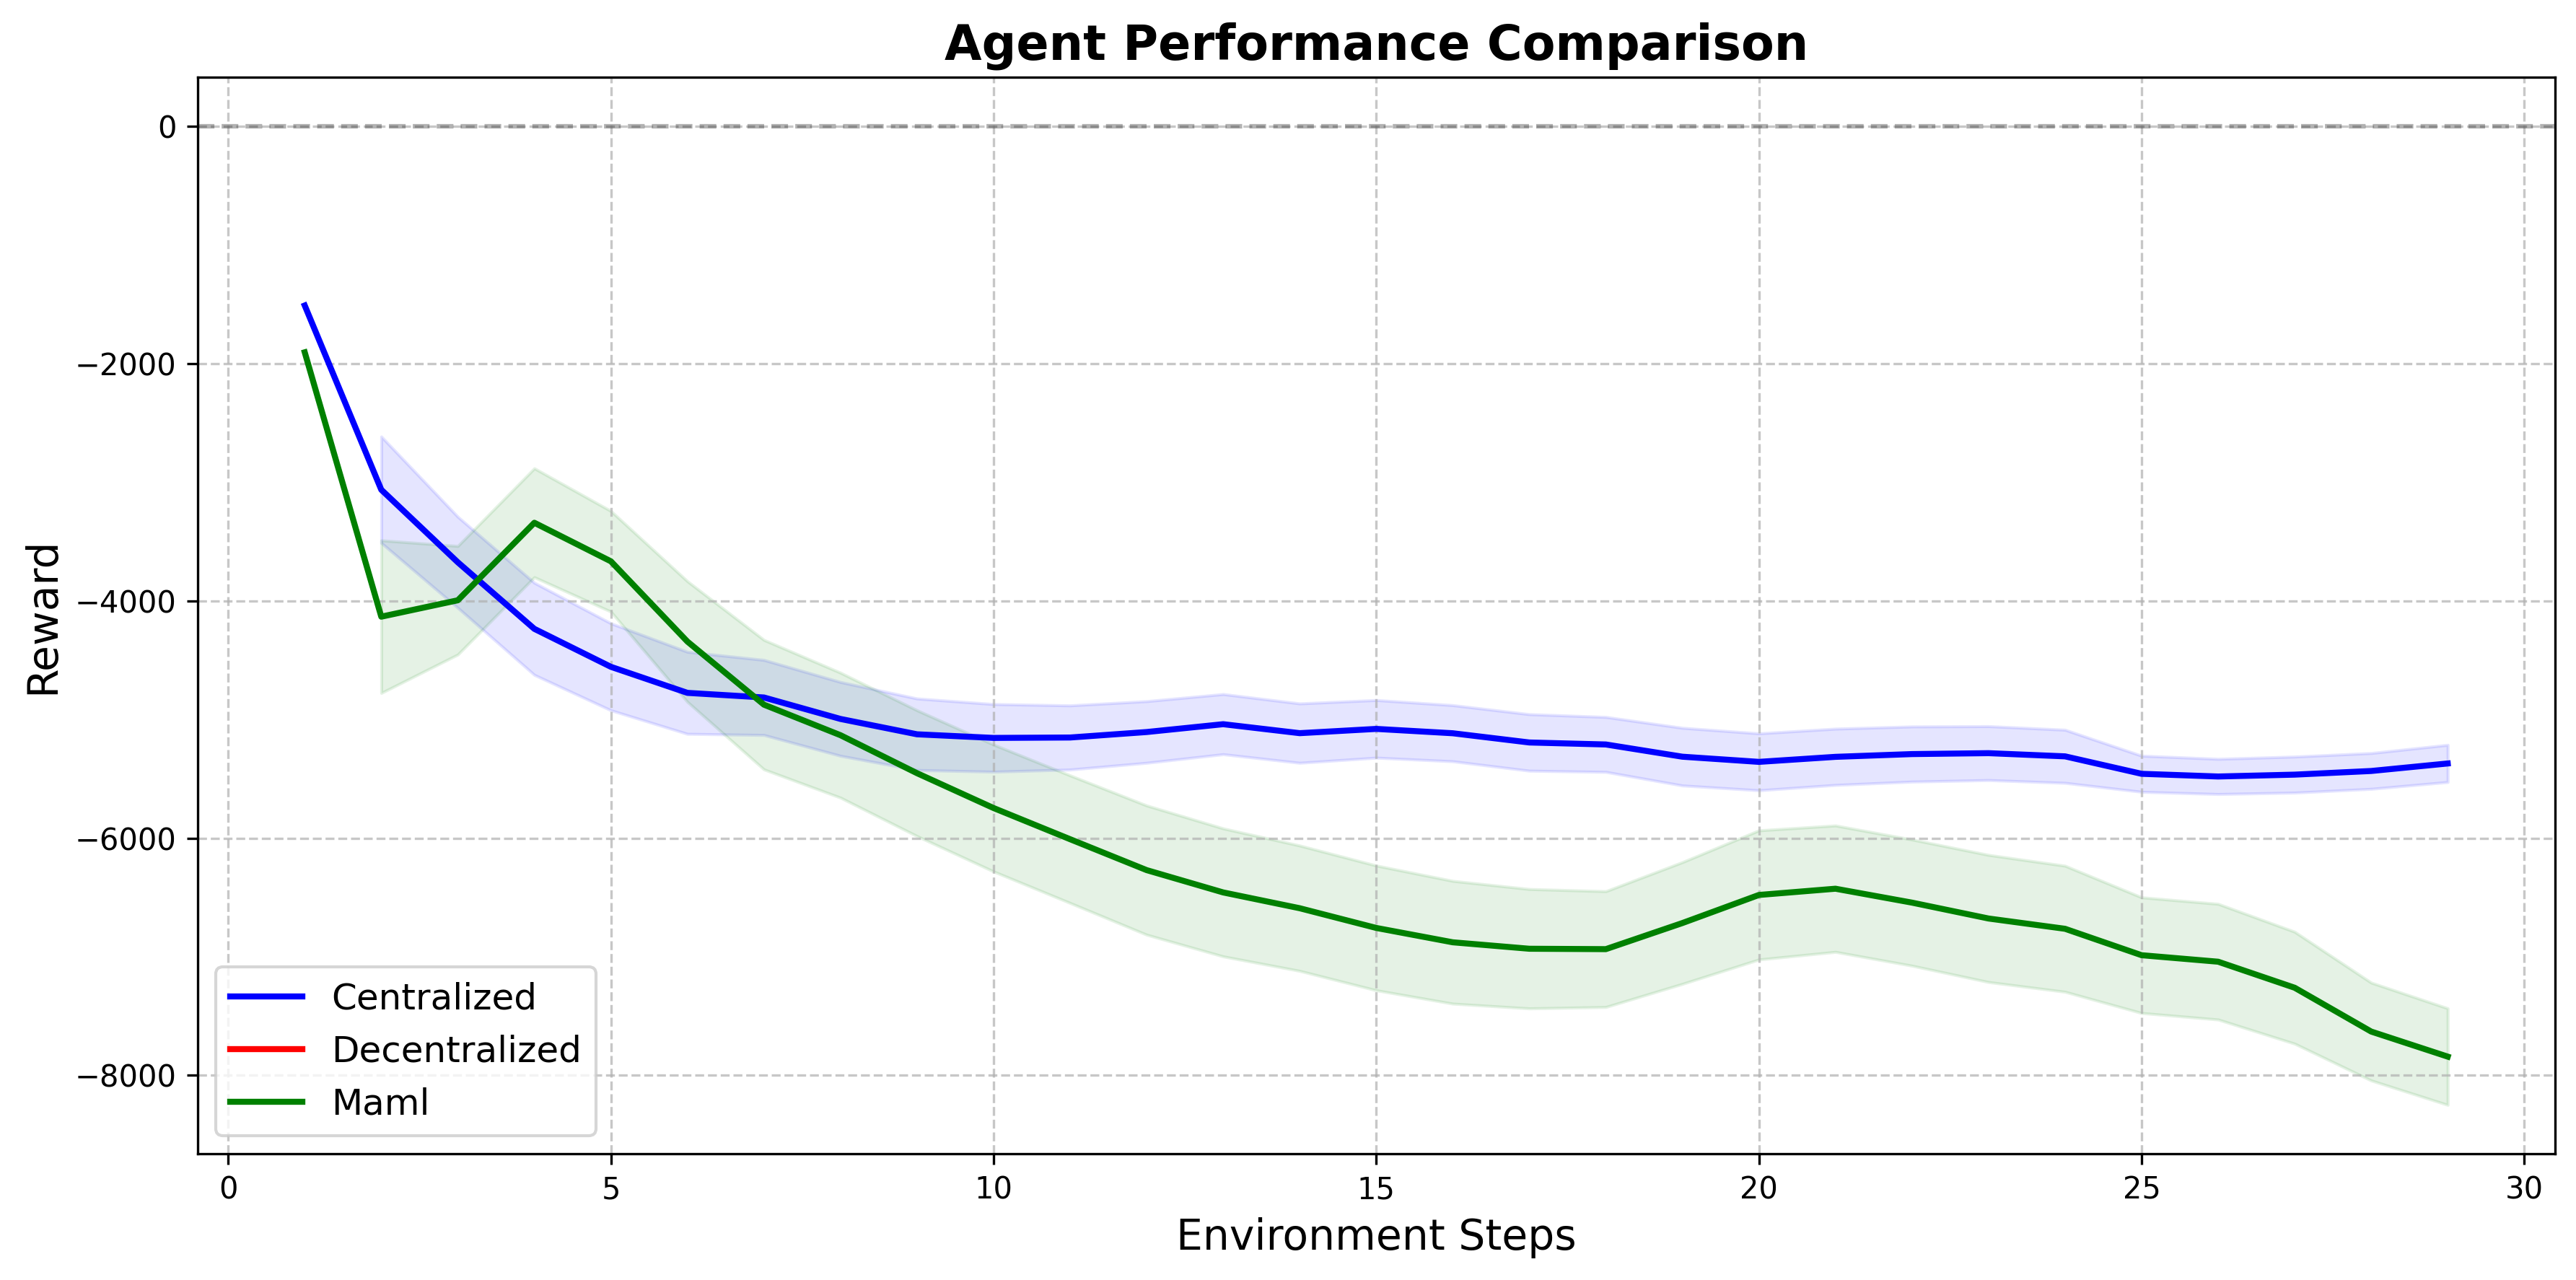 Agent Performance Comparison
0
−2000
−4000
−6000
−8000
Reward
Centralized
Decentralized
Maml
0 5 10 15 20 25 30
Environment Steps